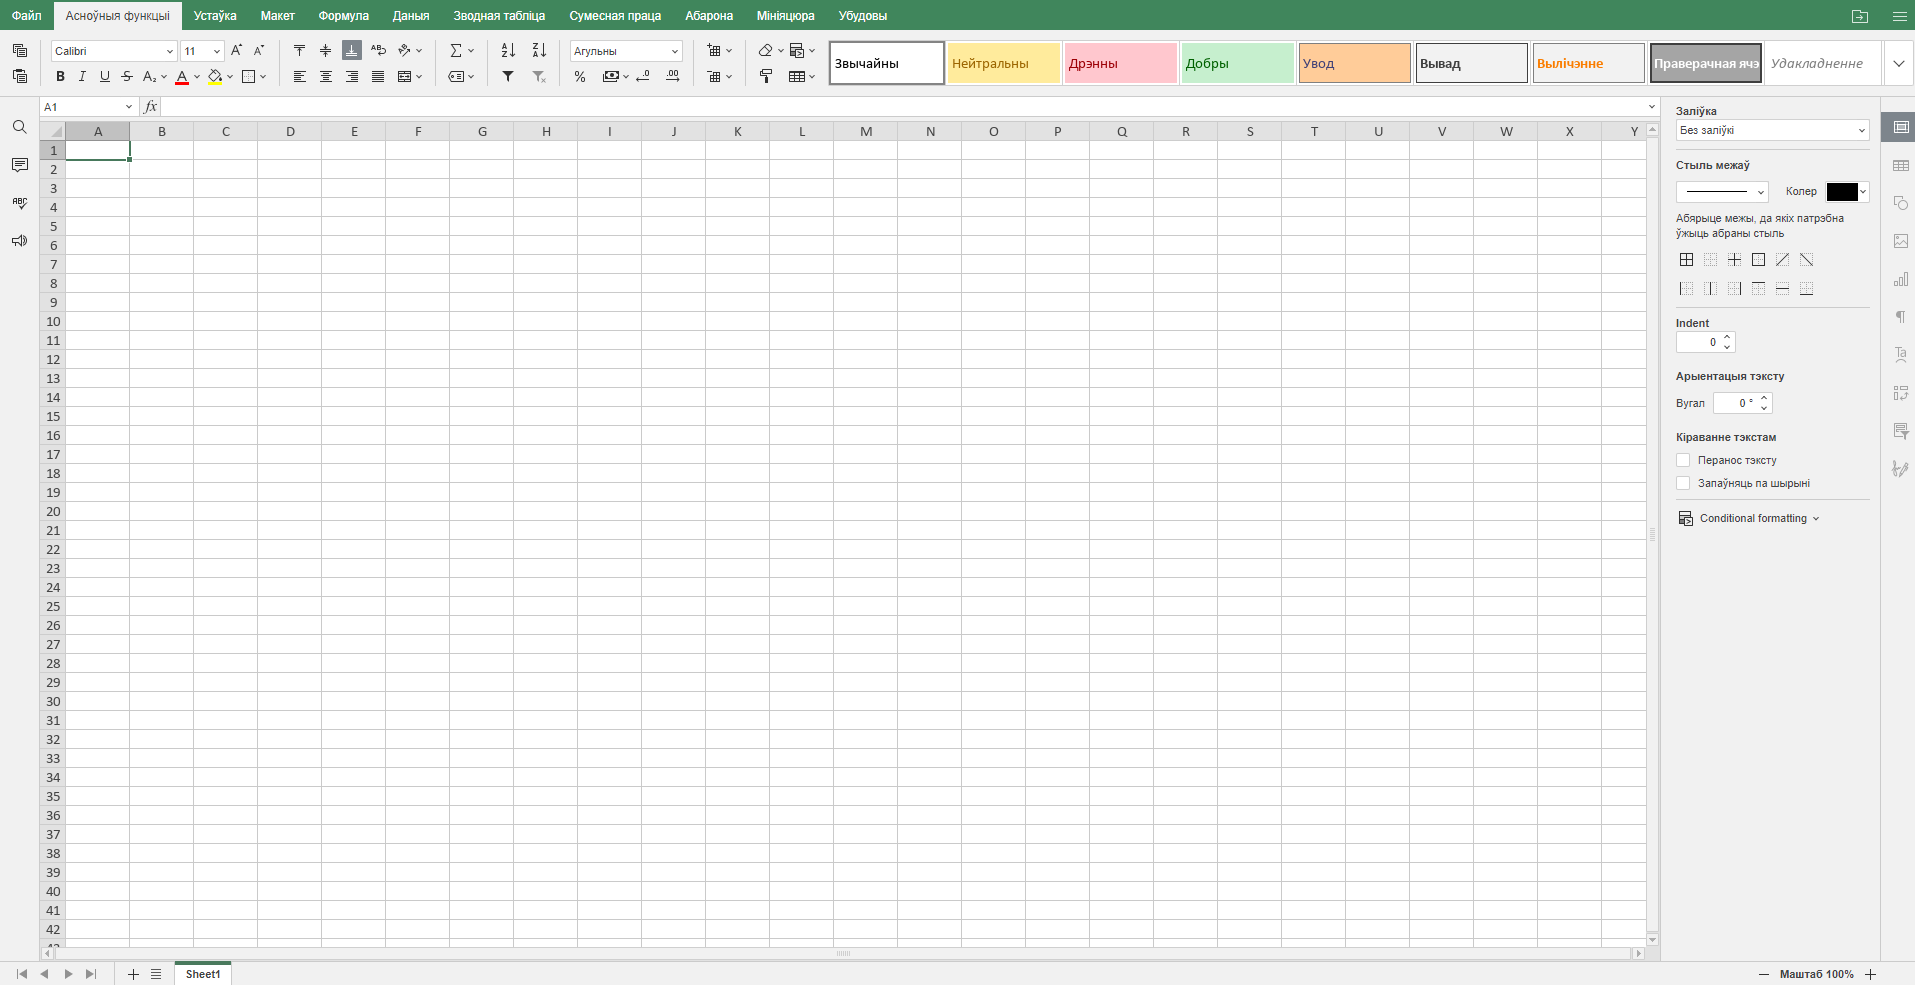 Файл Асноўныя функцыі Устаўка Макет Формула Даныя Зводная табліца Сумесная праца Абарона Мініяцюра Убудовы
Calibri 11 Агульны
Звычайны Нейтральны Дрэнны Добры Увод Вывад Вылічэнне Праверачная ячэ Удакладненне
A1 fx
A B C D E F G H I J K L M N O P Q R S T U V W X Y
1
2
3
4
5
6
7
8
9
10
11
12
13
14
15
16
17
18
19
20
21
22
23
24
25
26
27
28
29
30
31
32
33
34
35
36
37
38
39
40
41
42
Заліўка
Без заліўкі
Стыль межаў
Колер
Абярыце межы, да якіх патрэбна
ўжыць абраны стыль
Indent
0
Арыентацыя тэксту
Вугал 0 °
Кіраванне тэкстам
Перанос тэксту
Запаўняць па шырыні
Conditional formatting
Sheet1
Маштаб 100%